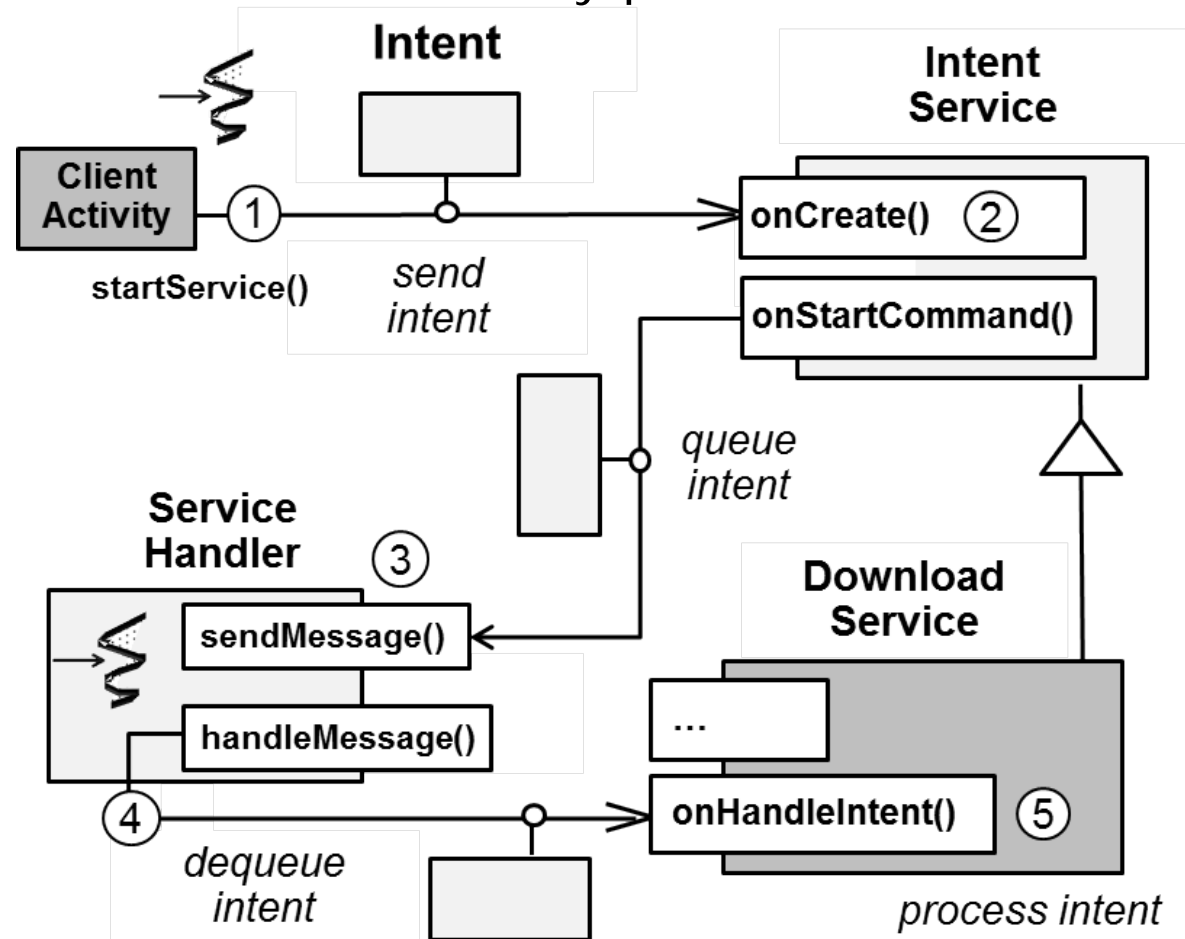 Intent
Intent
Service
Client
Activity
1
onCreate()
2
startService()
send
intent
onStartCommand()
queue
intent
Service
Handler
3
Download
Service
sendMessage()
...
handleMessage()
4
onHandleIntent()
5
dequeue
intent
process intent